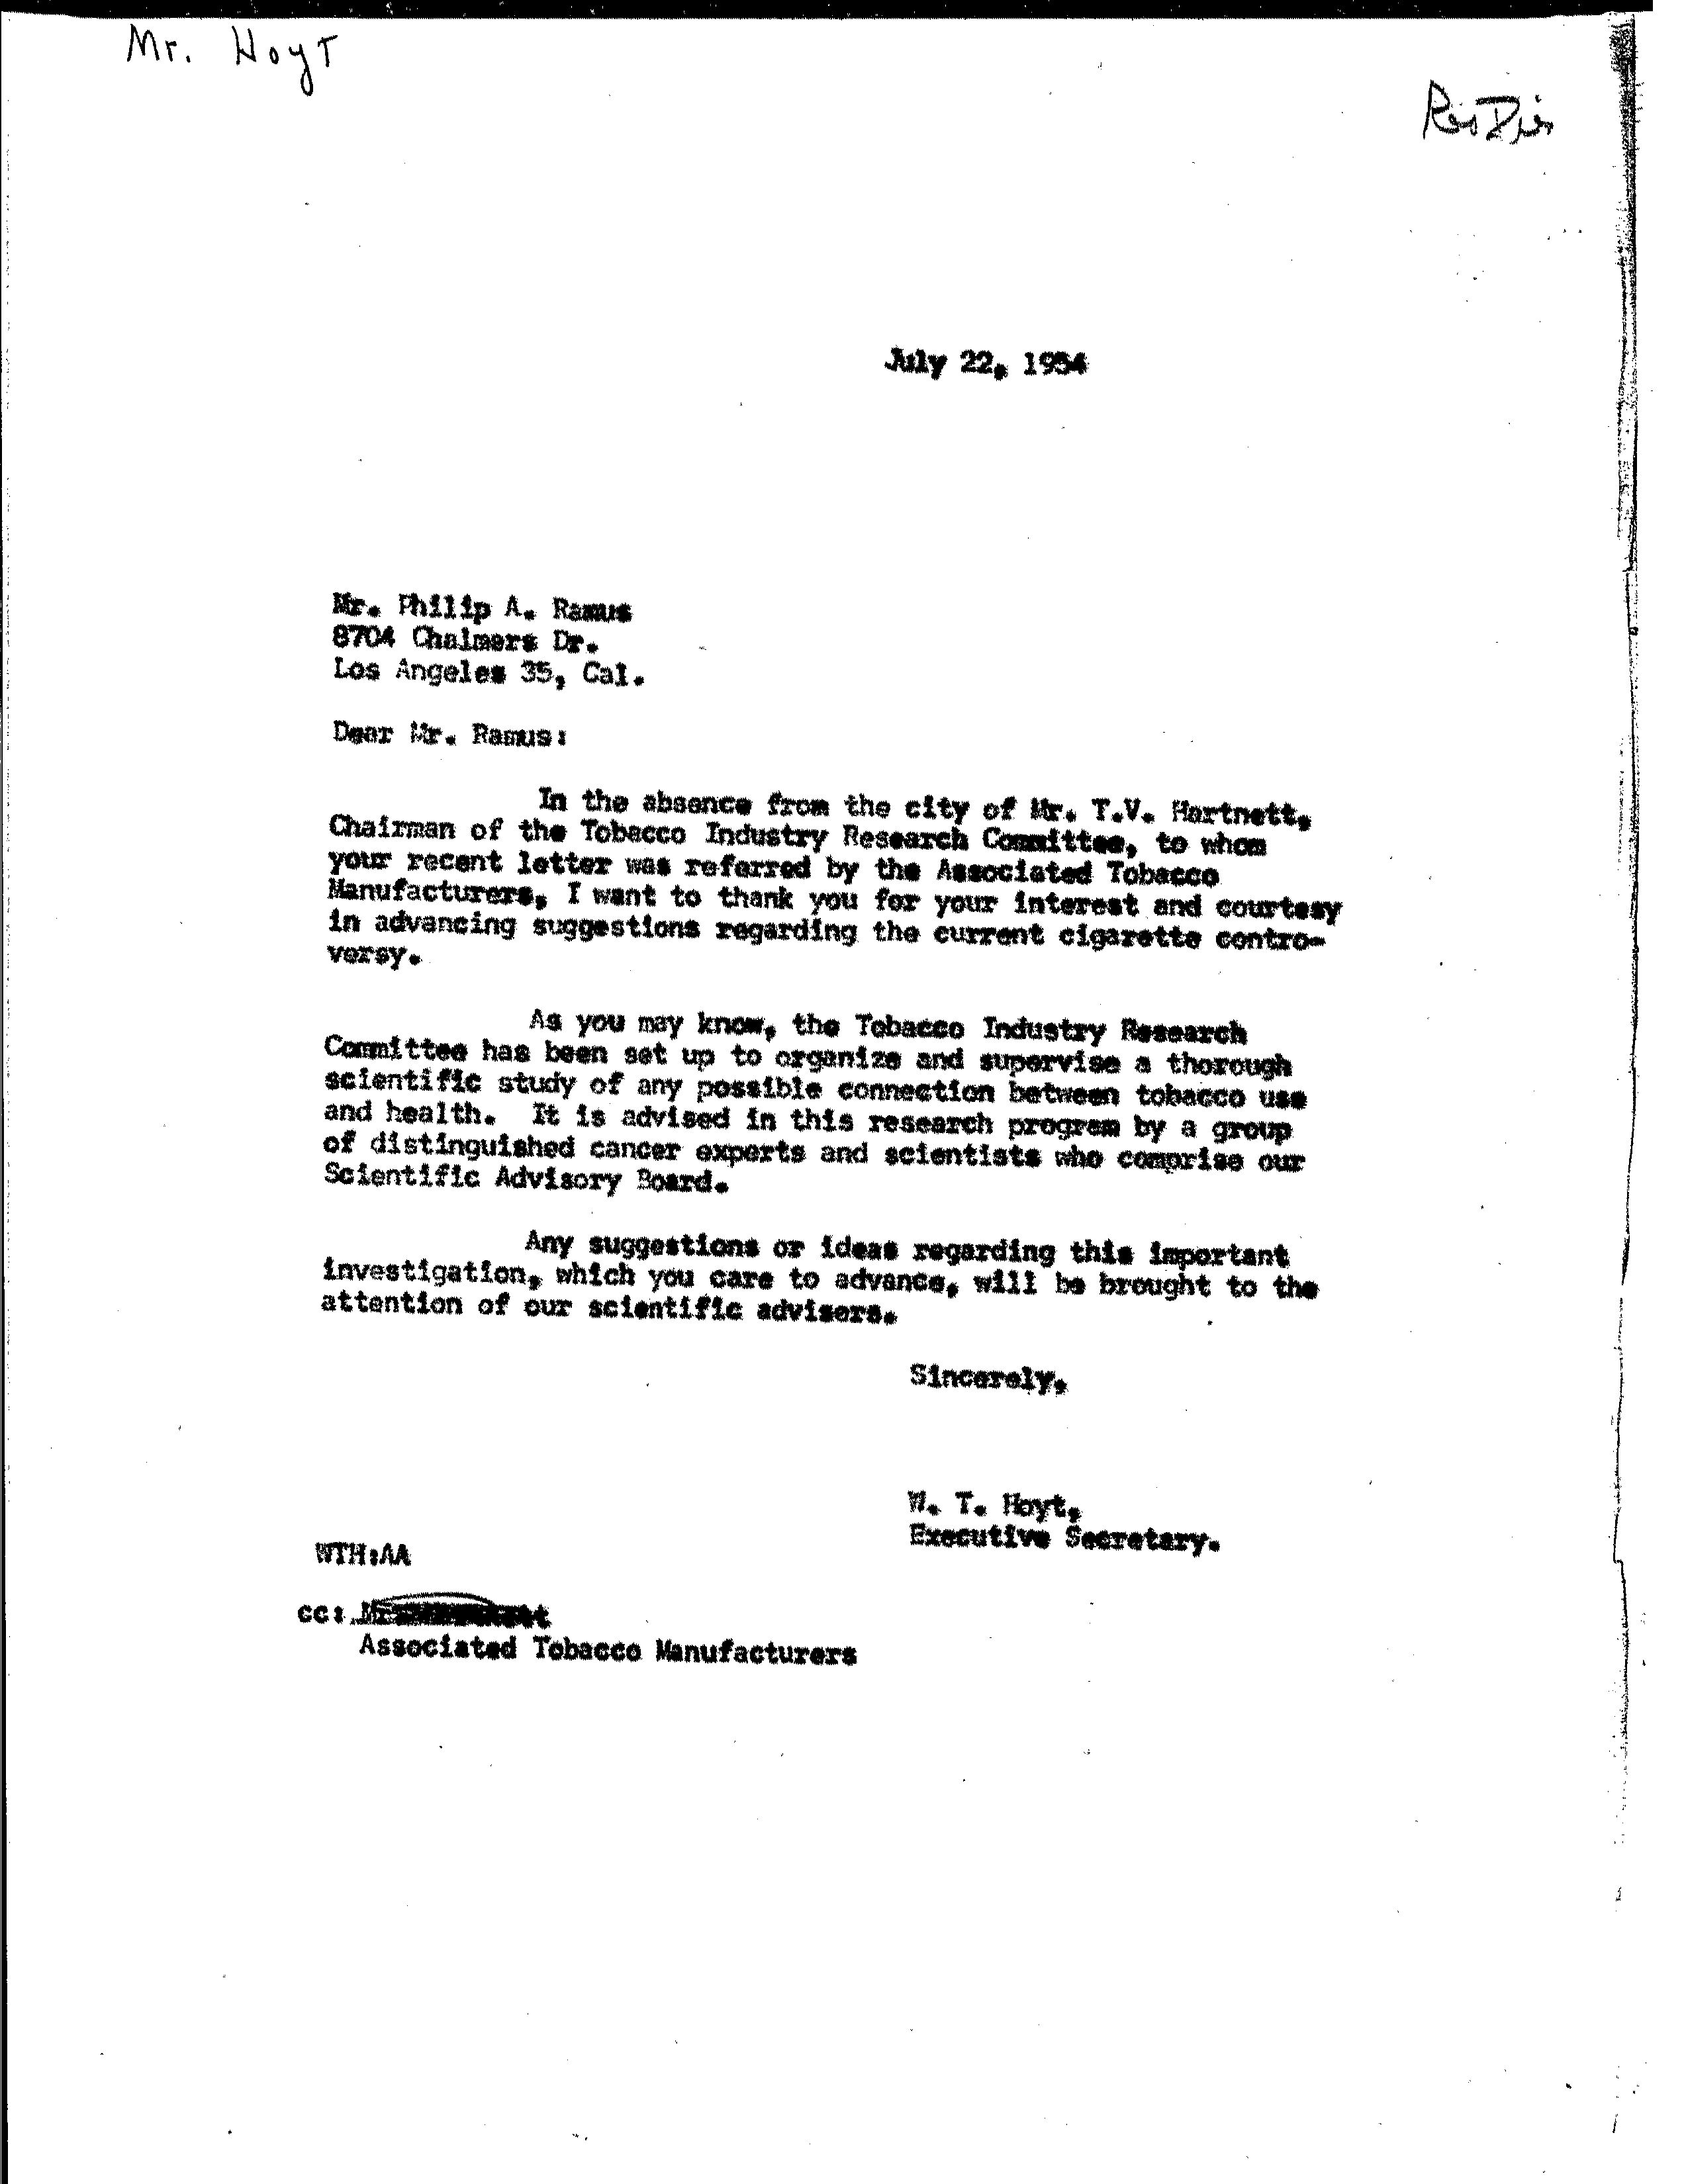 Mr. Hoyt
July 22, 1954
Mr. Philip A. Ramus
8704 Chalmers Dr.
Los Angeles 35, Cal.
Dear Mr. Ramus:
In the absence from the city of Mr. T.V. Hartnett,
Chairman of the Tobacco Industry Research Committee, to whom
your recent letter was referred by the Associated Tobacco
Manufacturers, I want to thank you for your interest and courtesy
in advancing suggestions regarding the current cigarette contro-
versy.
As you may know, the Tobacco Industry Research
Committee has been set up to organize and supervise a thorough
scientific study of any possible connection between tobacco use
and health. It is advised in this research program by a group
of distinguished cancer experts and scientists who comprise our
Scientific Advisory Board.
Any suggestions or ideas regarding this important
investigation, which you care to advance, will be brought to the
attention of our scientific advisers.
Sincerely,
W. T. Hoyt,
Executive Secretary.
WTH:AA
cc:
Associated Tobacco Manufacturers